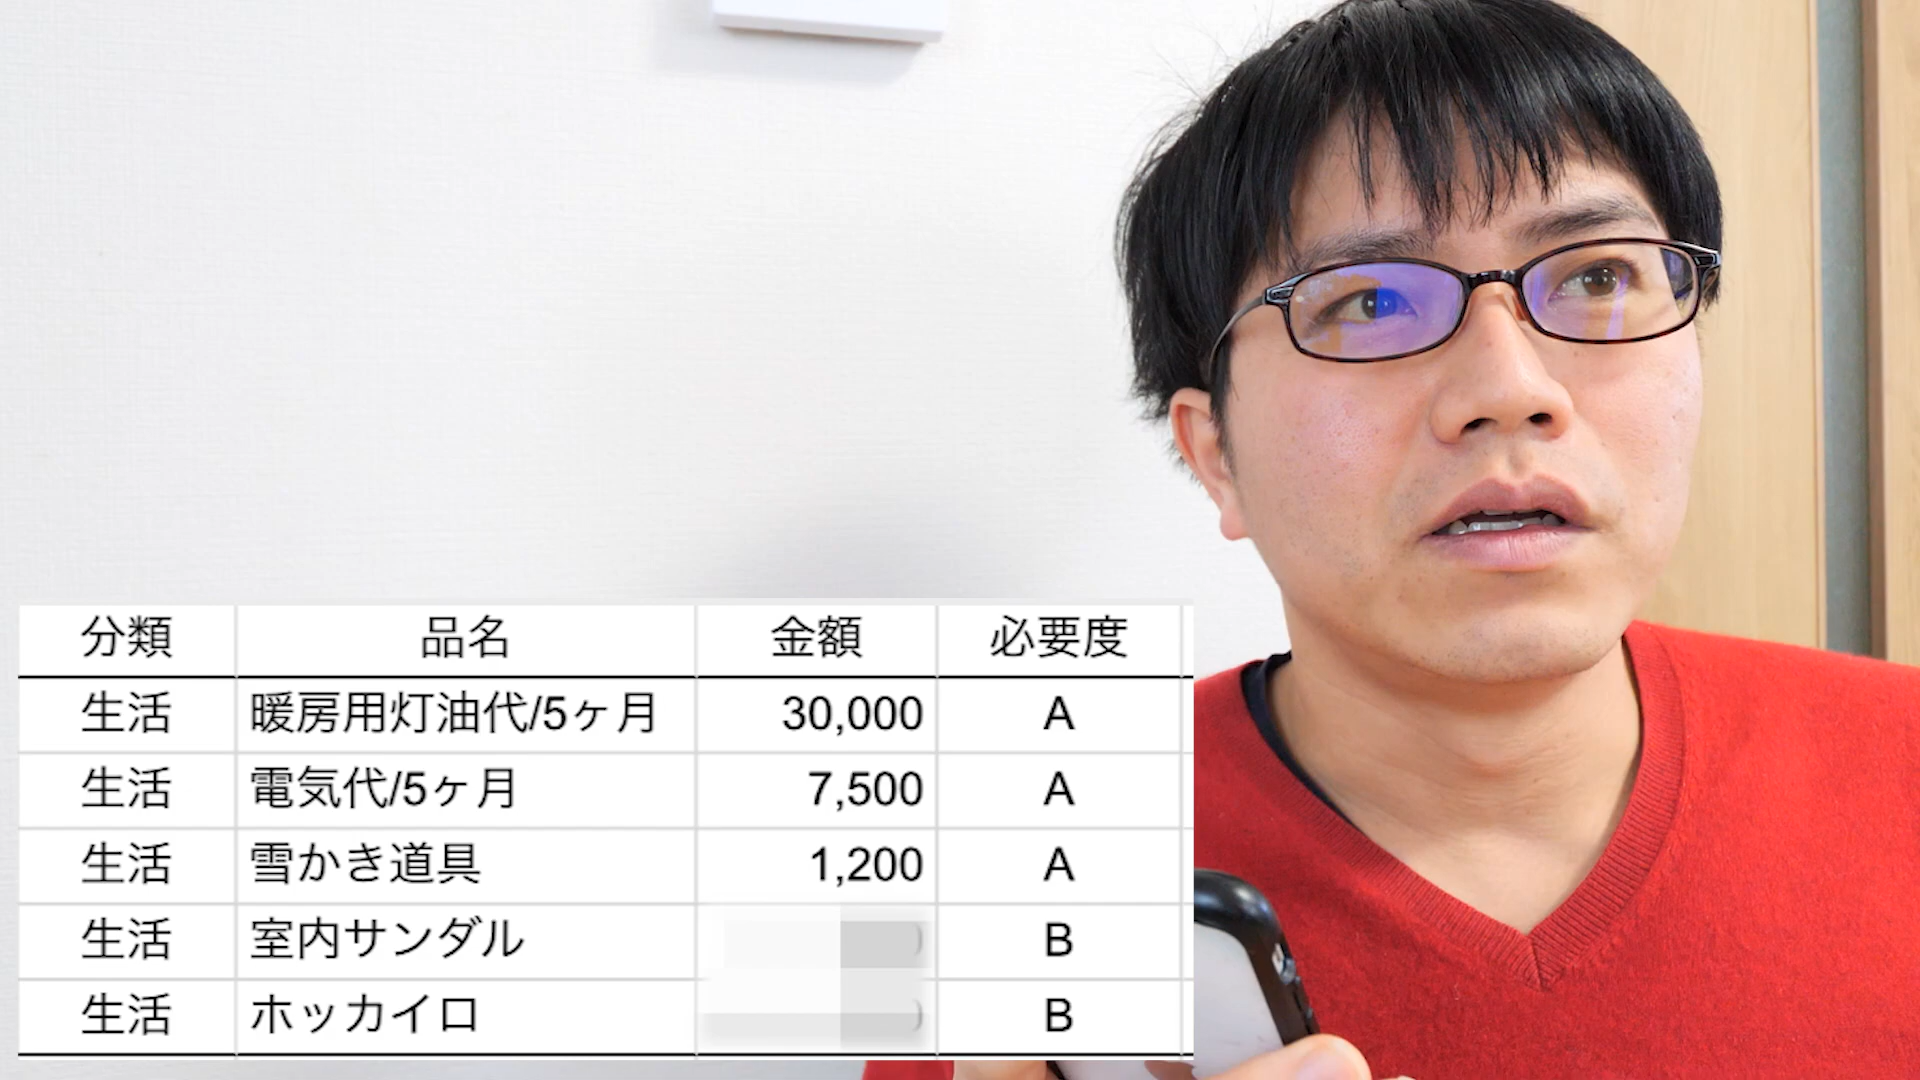 分類 品名 金額 必要度
生活 暖房用灯油代/5ヶ月 30,000 A
生活 電気代/5ヶ月 7,500 A
生活 雪かき道具 1,200 A
生活 室内サンダル B
生活 ホッカイロ B